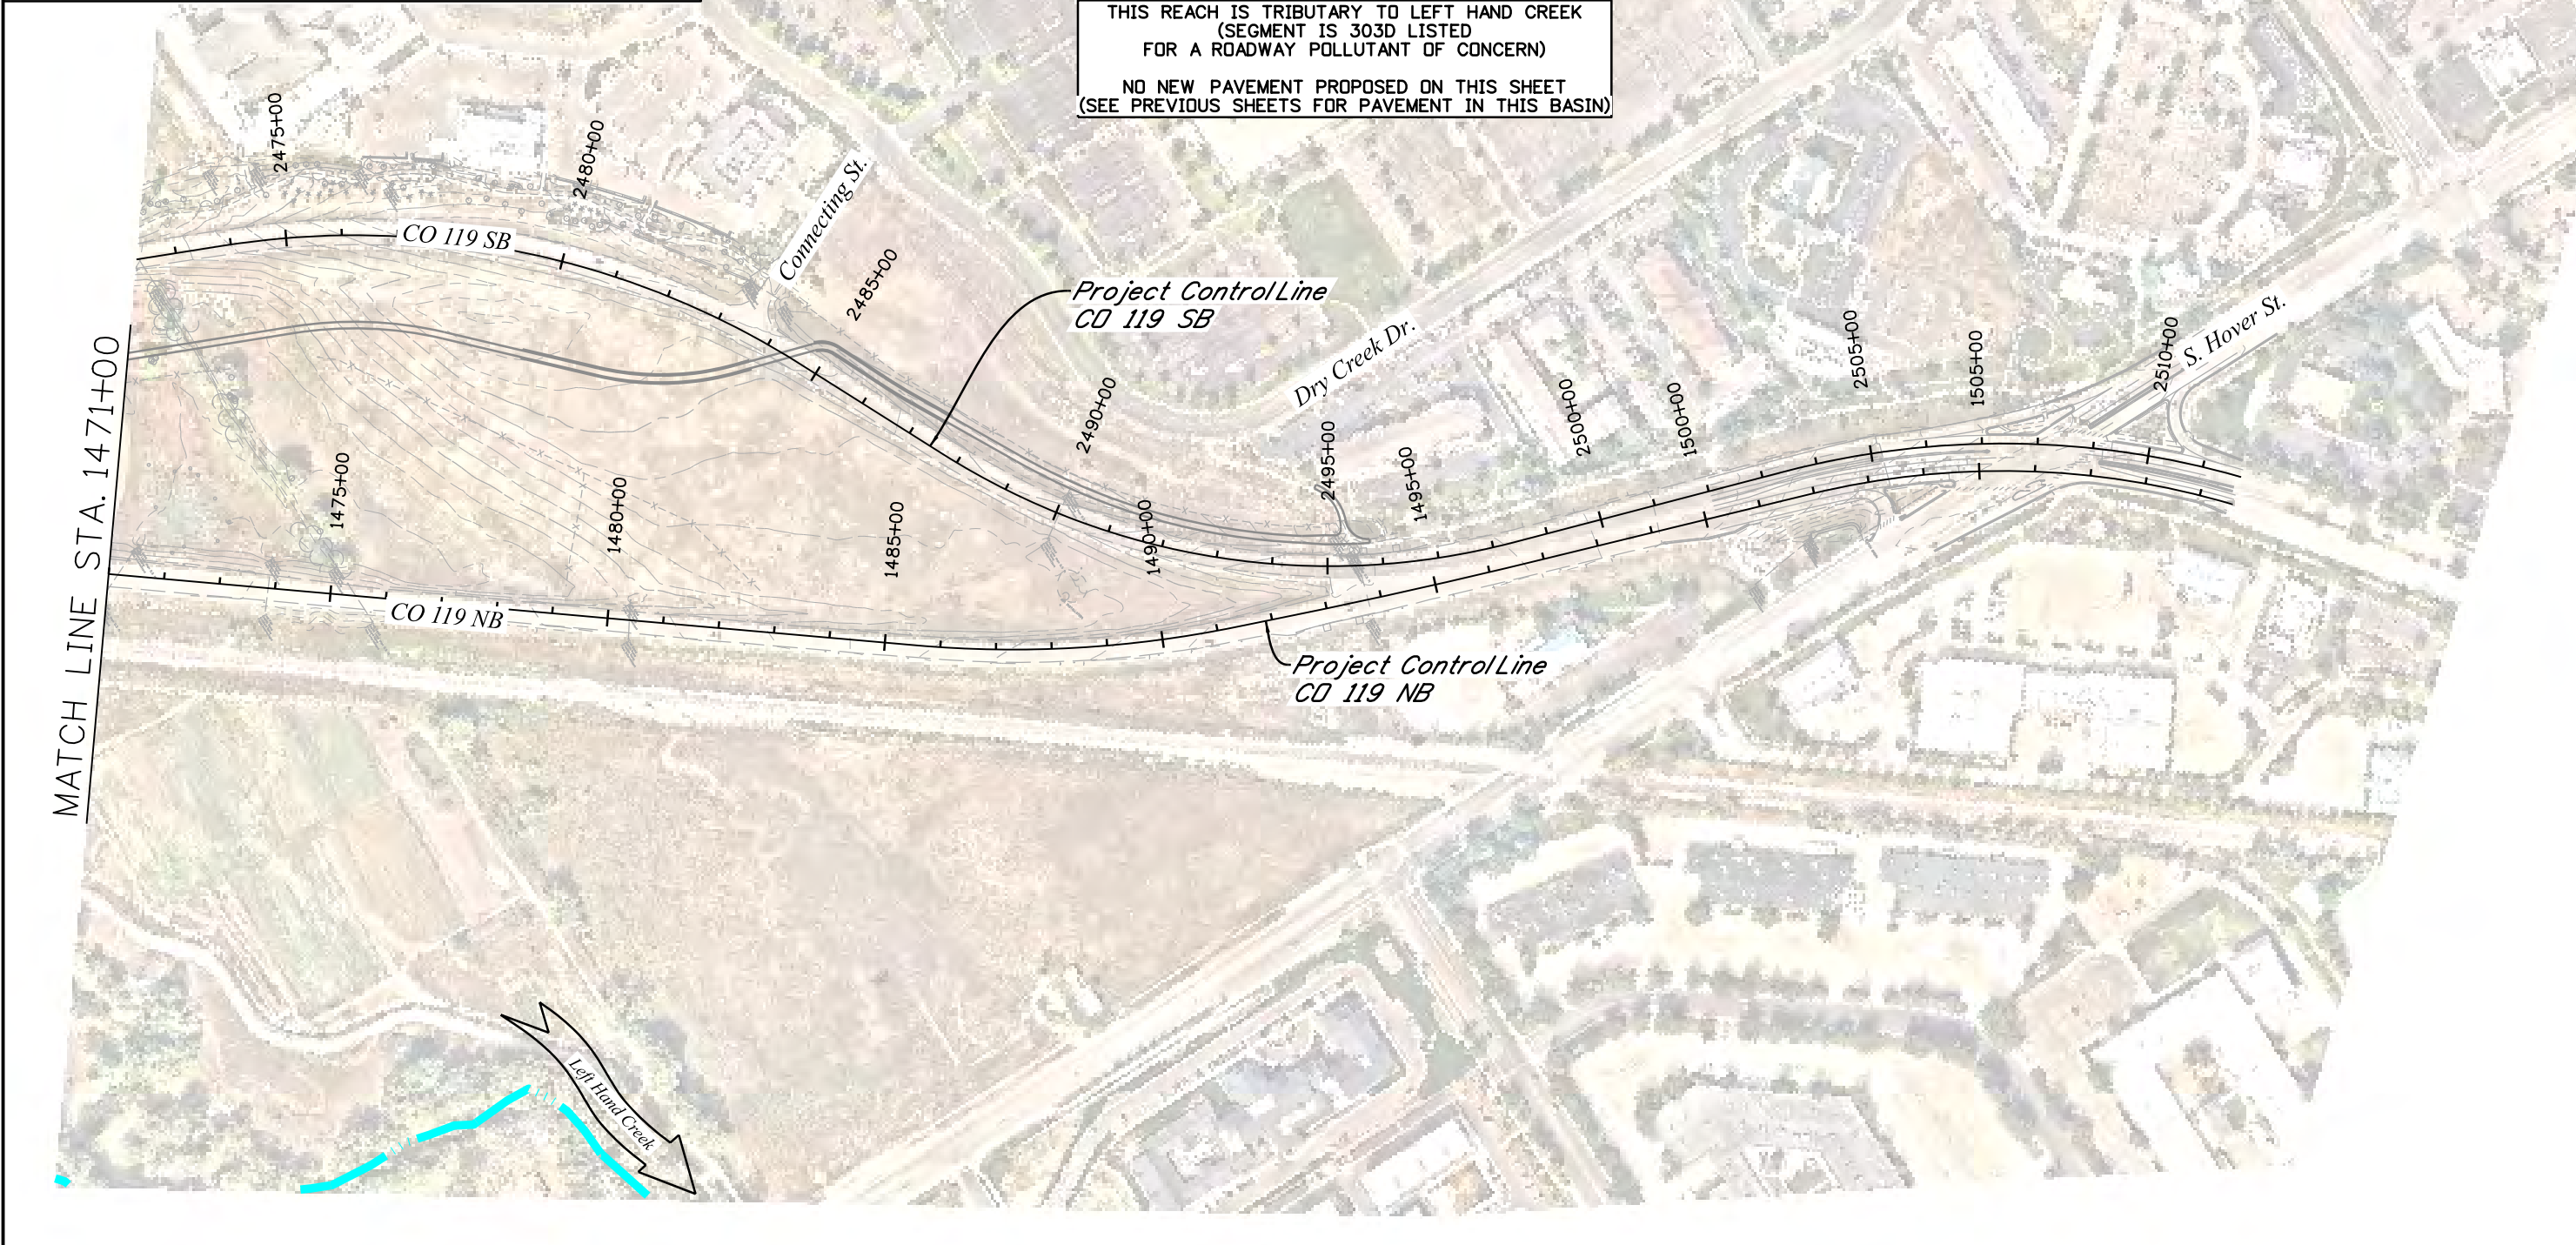 THIS REACH IS TRIBUTARY TO LEFT HAND CREEK
(SEGMENT IS 303D LISTED
FOR A ROADWAY POLLUTANT OF CONCERN)
NO NEW PAVEMENT PROPOSED ON THIS SHEET
(SEE PREVIOUS SHEETS FOR PAVEMENT IN THIS BASIN)
2475+00
2480+00
Connecting St.
CO 119 SB
2485+00
Project Control Line
CO 119 SB
Dry Creek Dr.
2490+00
2495+00
1495+00
2500+00
1500+00
2505+00
1505+00
2510+00
S. Hover St.
MATCH LINE STA. 1471+00
1475+00
1480+00
1485+00
1490+00
CO 119 NB
Project Control Line
CO 119 NB
Left Hand Creek